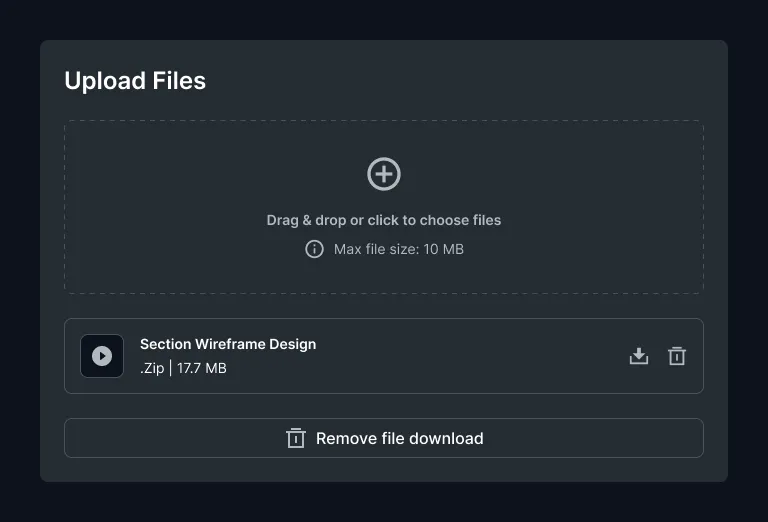 Upload Files
Drag & drop or click to choose files
Max file size: 10 MB
Section Wireframe Design
.Zip | 17.7 MB
Remove file download